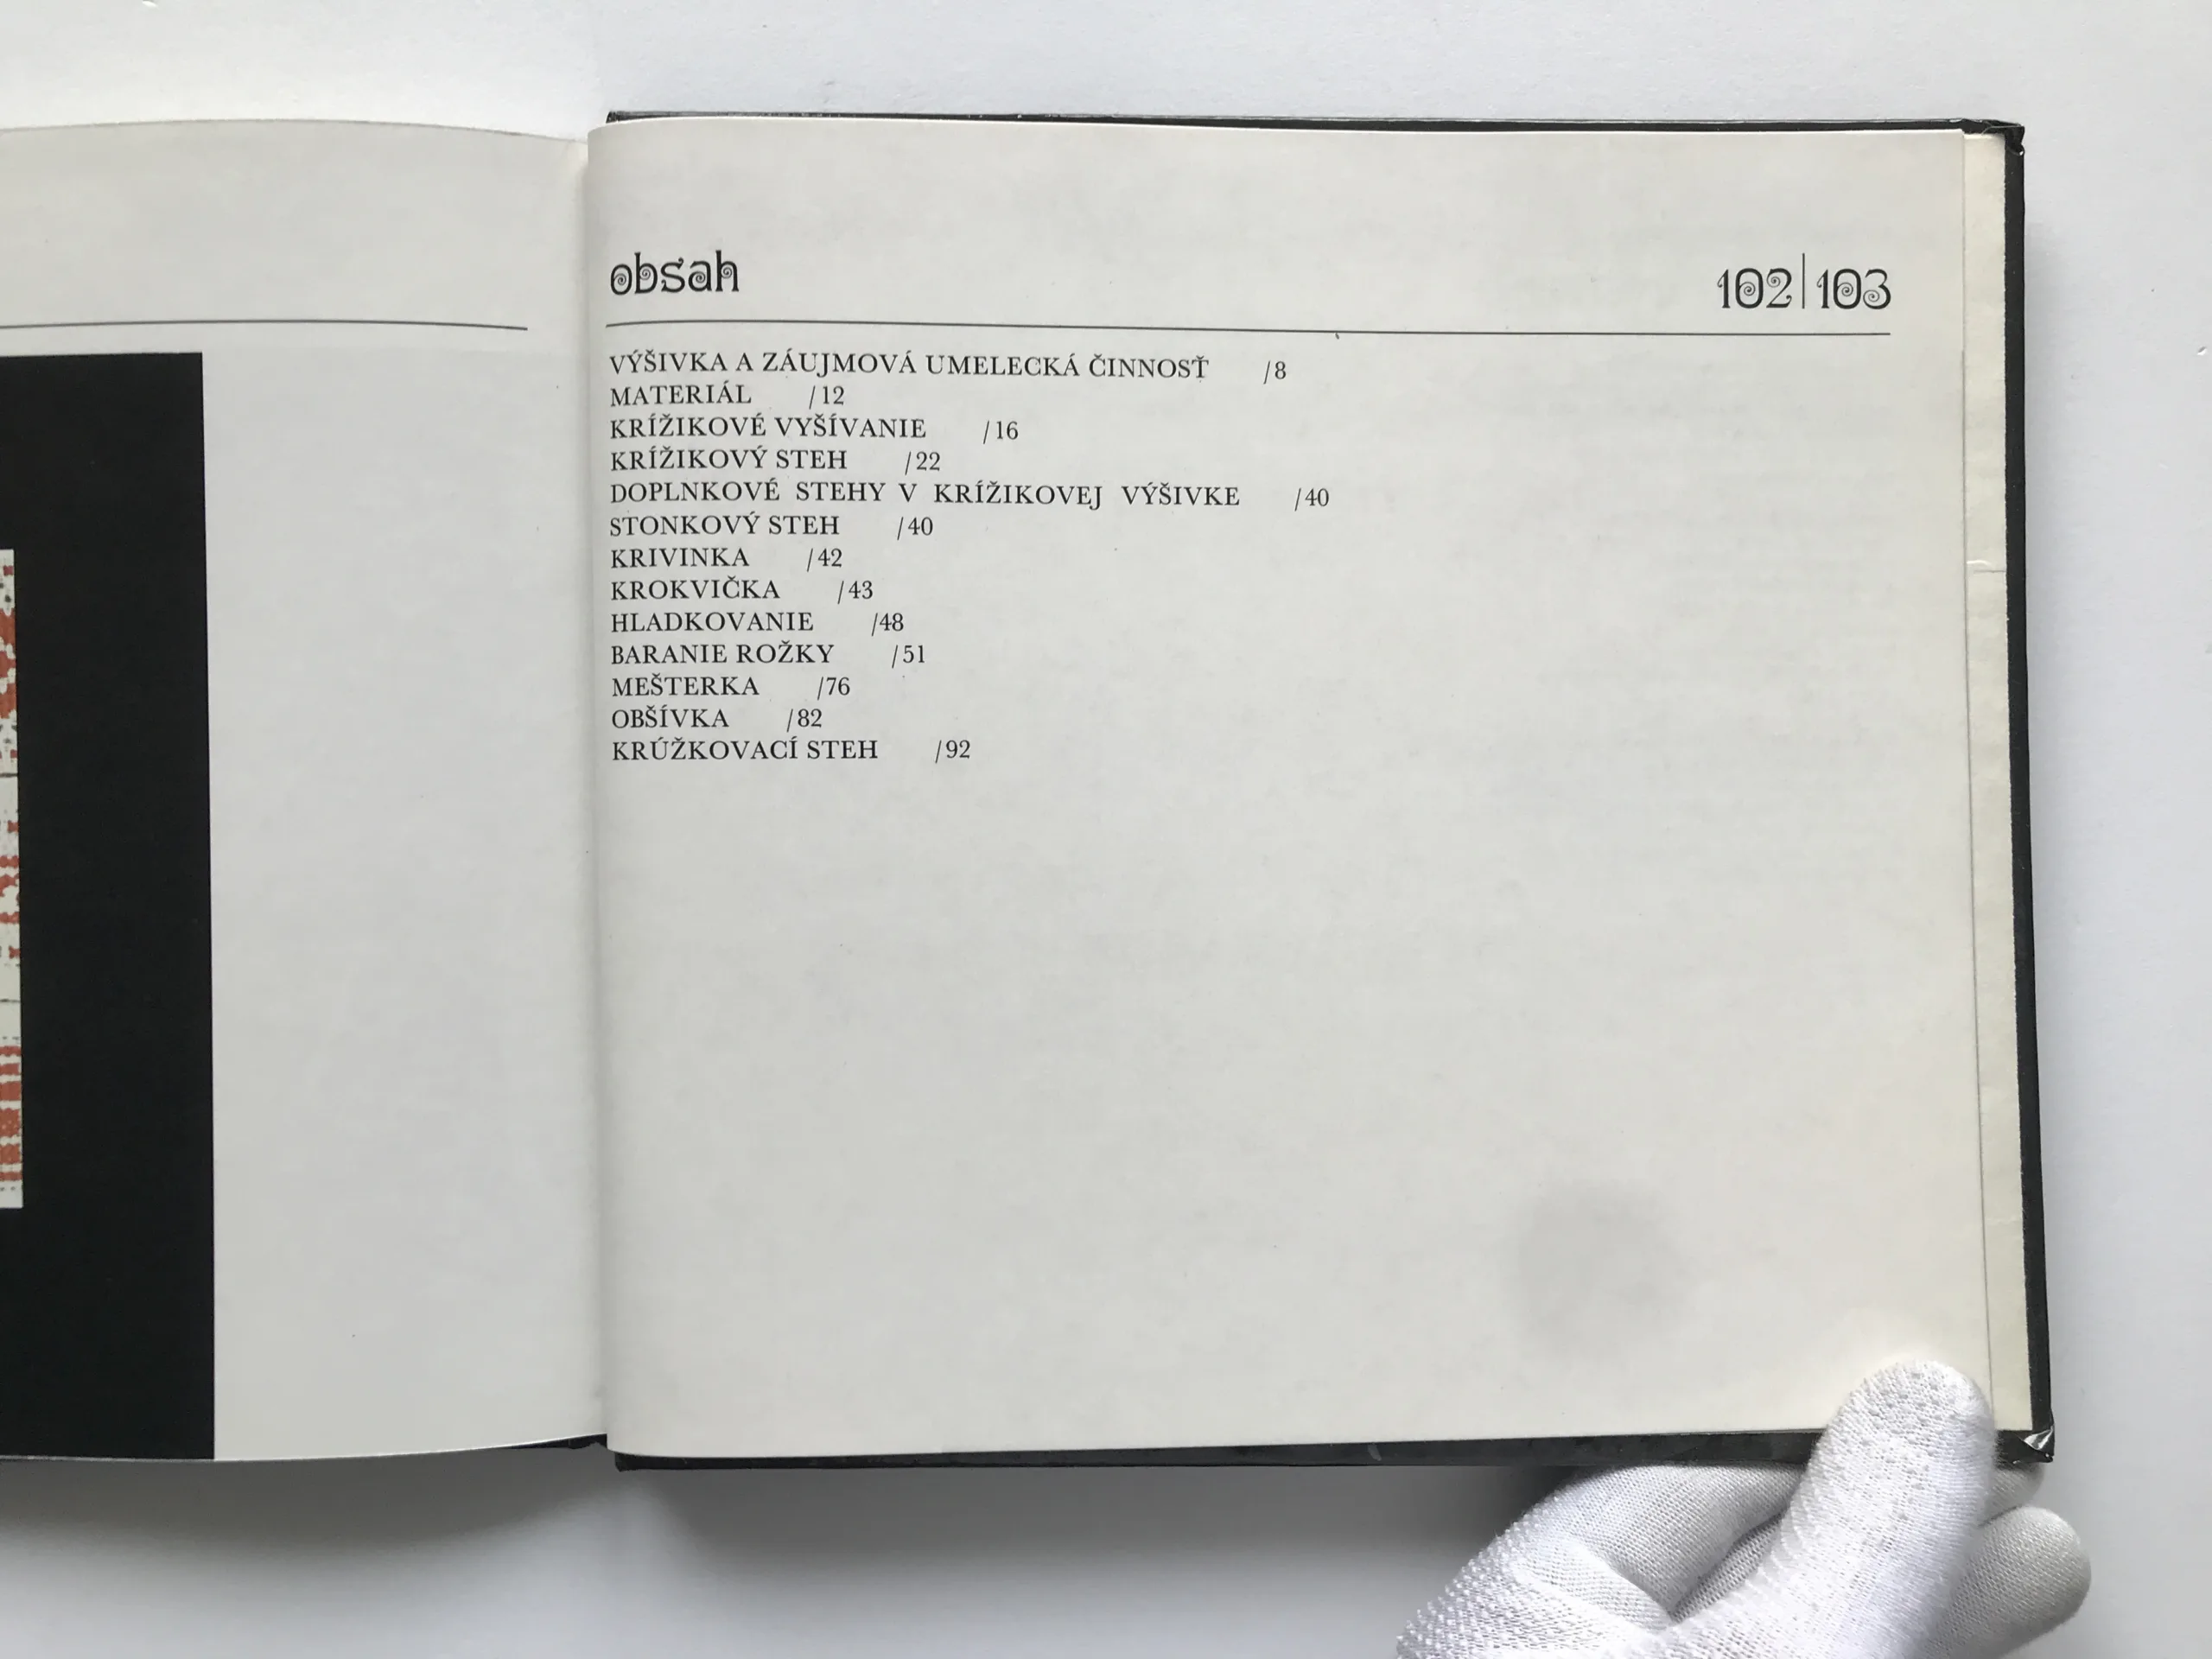 obsah
102|103
VÝŠIVKA A ZÁUJMOVÁ UMELECKÁ ČINNOSŤ /8
MATERIÁL /12
KRÍŽIKOVÉ VYŠÍVANIE /16
KRÍŽIKOVÝ STEH /22
DOPLNKOVÉ STEHY V KRÍŽIKOVEJ VÝŠIVKE /40
STONKOVÝ STEH /40
KRIVINKA /42
KROKVIČKA /43
HLADKOVANIE /48
BARANIE ROŽKY /51
MEŠTERKA /76
OBŠÍVKA /82
KRÚŽKOVACÍ STEH /92